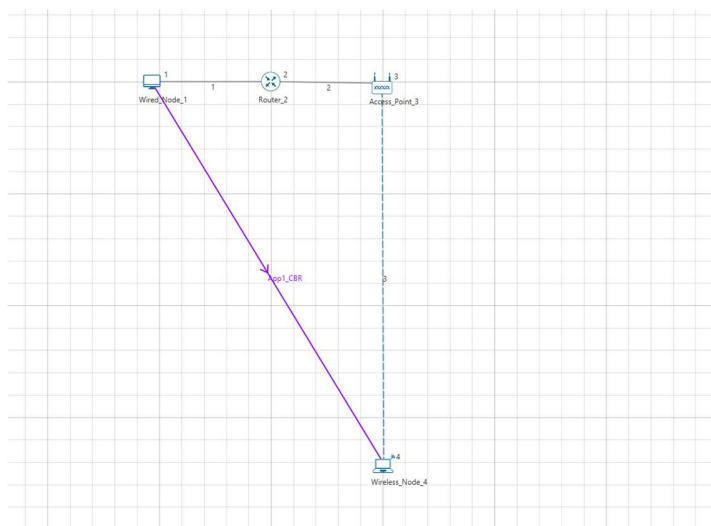 1
2
3
1
2
Wired_Node_1
Router_2
Access_Point_3
App1_CBR
3
4
Wireless_Node_4